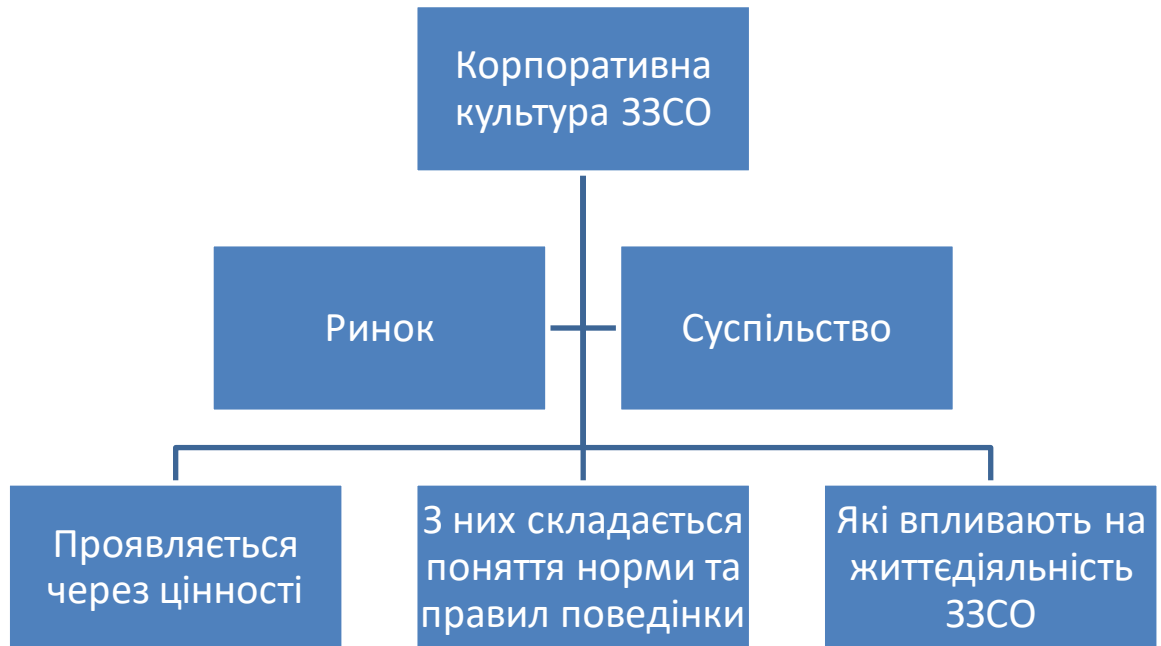 Корпоративна
культура ЗЗСО
Ринок
Суспільство
Проявляється
через цінності
З них складається
поняття норми та
правил поведінки
Які впливають на
життєдіяльність
ЗЗСО